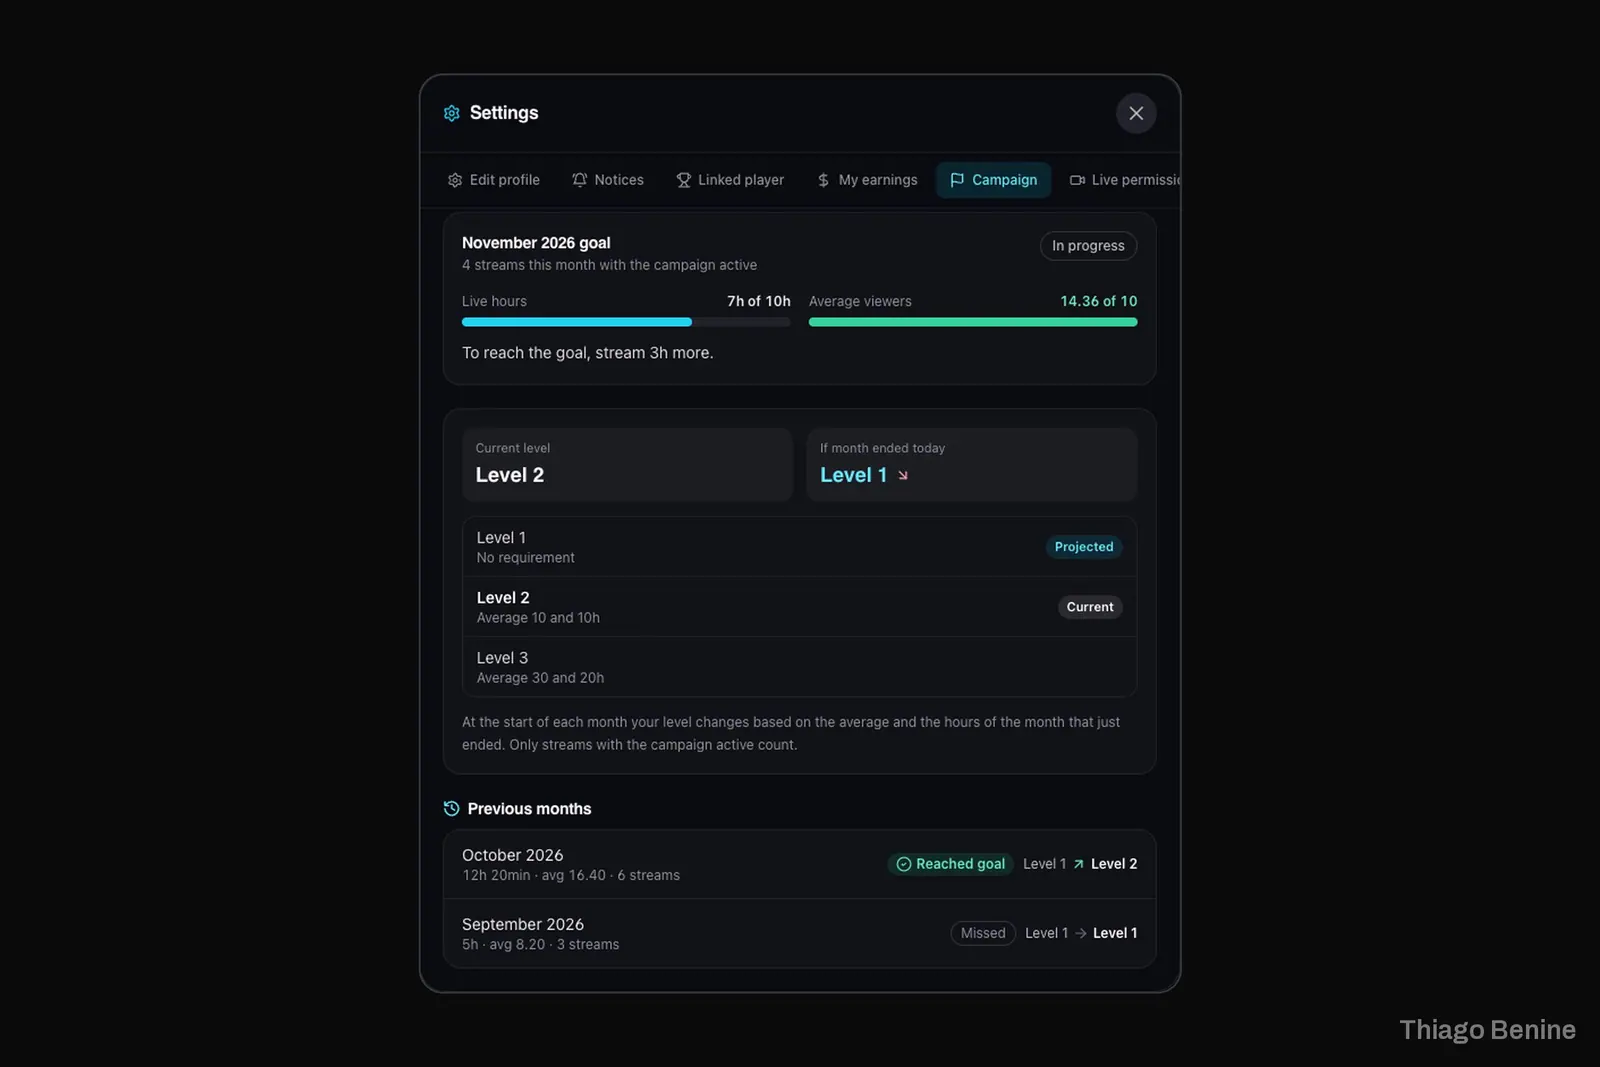 Settings
Edit profile
Notices
Linked player
My earnings
Campaign
Live permissio
November 2026 goal
In progress
4 streams this month with the campaign active
Live hours
7h of 10h
Average viewers
14.36 of 10
To reach the goal, stream 3h more.
Current level
Level 2
If month ended today
Level 1
Level 1
No requirement
Projected
Level 2
Average 10 and 10h
Current
Level 3
Average 30 and 20h
At the start of each month your level changes based on the average and the hours of the month that just
ended. Only streams with the campaign active count.
Previous months
October 2026
12h 20min · avg 16.40 · 6 streams
Reached goal
Level 1 ↗ Level 2
September 2026
5h · avg 8.20 · 3 streams
Missed
Level 1 → Level 1
Thiago Benine